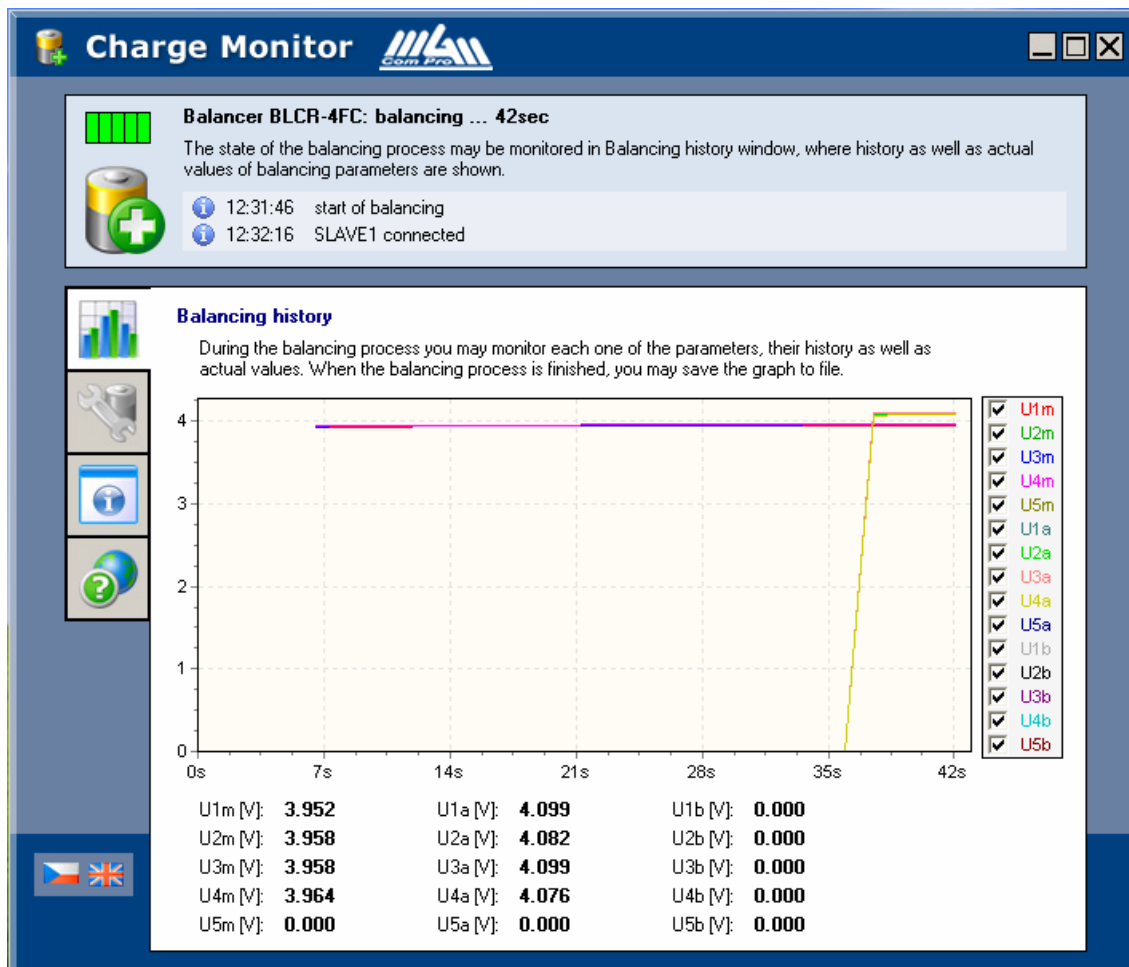 Charge Monitor MGM Com Pro
Balancer BLCR-4FC: balancing ... 42sec
The state of the balancing process may be monitored in Balancing history window, where history as well as actual
values of balancing parameters are shown.
12:31:46 start of balancing
12:32:16 SLAVE1 connected
Balancing history
During the balancing process you may monitor each one of the parameters, their history as well as
actual values. When the balancing process is finished, you may save the graph to file.
4
3
2
1
0
0s 7s 14s 21s 28s 35s 42s
U1m
U2m
U3m
U4m
U5m
U1a
U2a
U3a
U4a
U5a
U1b
U2b
U3b
U4b
U5b
U1m [V]: 3.952 U1a [V]: 4.099 U1b [V]: 0.000
U2m [V]: 3.958 U2a [V]: 4.082 U2b [V]: 0.000
U3m [V]: 3.958 U3a [V]: 4.099 U3b [V]: 0.000
U4m [V]: 3.964 U4a [V]: 4.076 U4b [V]: 0.000
U5m [V]: 0.000 U5a [V]: 0.000 U5b [V]: 0.000